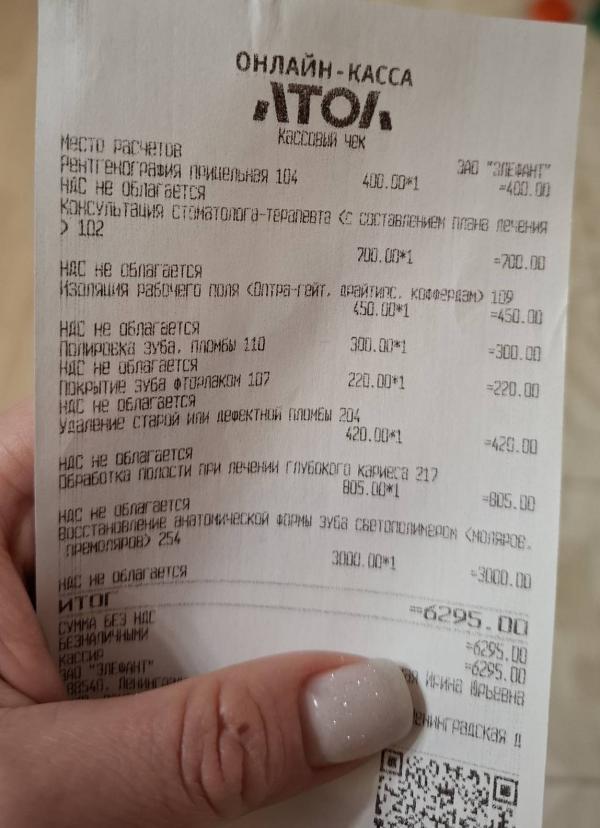 ОНЛАЙН-КАССА
АТОЛ
Кассовый чек
Место расчетов ЗАО "ЭЛЕФАНТ"
Рентгенография прицельная 104 400.00*1 =400.00
НДС не облагается
Консультация стоматолога-терапевта (с составлением плана лечения
) 102
700.00*1 =700.00
НДС не облагается
Изоляция рабочего поля (Оптра-гейт, драйтипс, коффердам) 109
450.00*1 =450.00
НДС не облагается
Полировка зуба, пломбы 110 300.00*1 =300.00
НДС не облагается
Покрытие зуба фторлаком 107 220.00*1 =220.00
НДС не облагается
Удаление старой или дефектной пломбы 204
420.00*1 =420.00
НДС не облагается
Обработка полости при лечении глубокого кариеса 217
805.00*1 =805.00
НДС не облагается
Восстановление анатомической формы зуба светополимером (моляров,
премоляров) 254
3000.00*1 =3000.00
НДС не облагается
ИТОГ =6295.00
СУММА БЕЗ НДС =6295.00
БЕЗНАЛИЧНЫМИ =6295.00
Кассир Ирина Юрьевна
ЗАО "ЭЛЕФАНТ"
88540, Ленинград Ленинградская